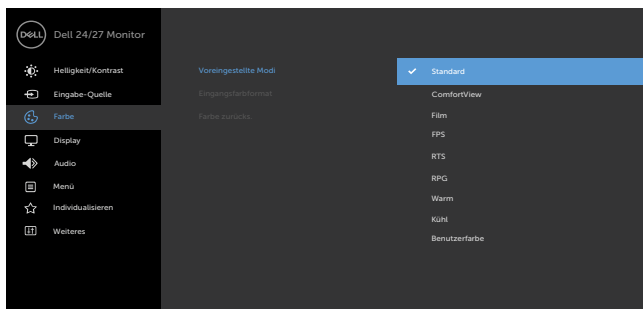 DELL
Dell 24/27 Monitor
Helligkeit/Kontrast
Eingabe-Quelle
Farbe
Display
Audio
Menü
Individualisieren
Weiteres
Voreingestellte Modi
Eingangsfarbformat
Farbe zurücks.
Standard
ComfortView
Film
FPS
RTS
RPG
Warm
Kühl
Benutzerfarbe